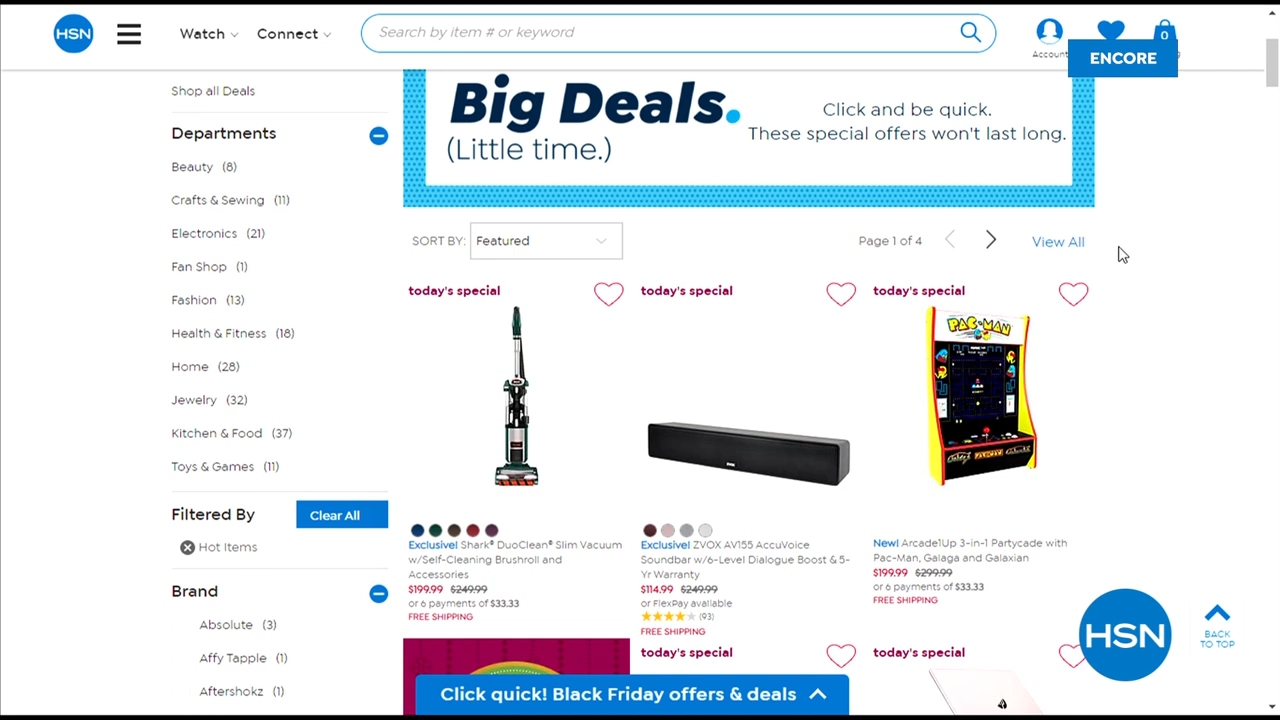 HSN
Watch
Connect
Search by item # or keyword
Account
0
ENCORE
Shop all Deals
Departments
Beauty (8)
Crafts & Sewing (11)
Electronics (21)
Fan Shop (1)
Fashion (13)
Health & Fitness (18)
Home (28)
Jewelry (32)
Kitchen & Food (37)
Toys & Games (11)
Filtered By
Clear All
Hot Items
Brand
Absolute (3)
Affy Tapple (1)
Aftershokz (1)
Big Deals.
(Little time.)
Click and be quick.
These special offers won't last long.
SORT BY: Featured
Page 1 of 4
View All
today's special
Exclusive! Shark® DuoClean® Slim Vacuum
w/Self-Cleaning Brushroll and
Accessories
$199.99 $249.99
or 6 payments of $33.33
FREE SHIPPING
today's special
Exclusive! ZVOX AV155 AccuVoice
Soundbar w/6-Level Dialogue Boost & 5-
Yr Warranty
$114.99 $249.99
or FlexPay available
(93)
FREE SHIPPING
today's special
PAC-MAN
New! Arcade1Up 3-in-1 Partycade with
Pac-Man, Galaga and Galaxian
$199.99 $299.99
or 6 payments of $33.33
FREE SHIPPING
today's special
today's special
Click quick! Black Friday offers & deals
HSN
BACK
TO TOP